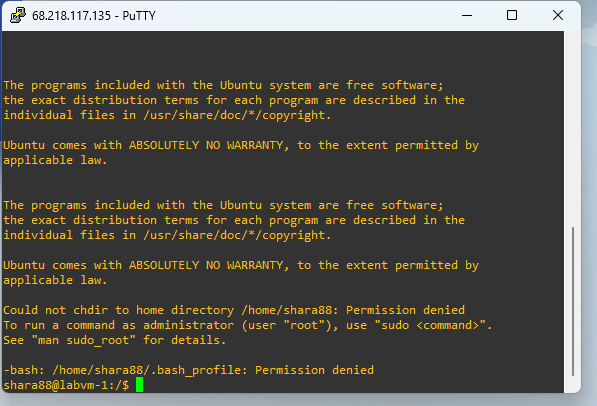 68.218.117.135 - PuTTY
The programs included with the Ubuntu system are free software;
the exact distribution terms for each program are described in the
individual files in /usr/share/doc/*/copyright.
Ubuntu comes with ABSOLUTELY NO WARRANTY, to the extent permitted by
applicable law.
The programs included with the Ubuntu system are free software;
the exact distribution terms for each program are described in the
individual files in /usr/share/doc/*/copyright.
Ubuntu comes with ABSOLUTELY NO WARRANTY, to the extent permitted by
applicable law.
Could not chdir to home directory /home/shara88: Permission denied
To run a command as administrator (user "root"), use "sudo <command>".
See "man sudo_root" for details.
-bash: /home/shara88/.bash_profile: Permission denied
shara88@labvm-1:/$